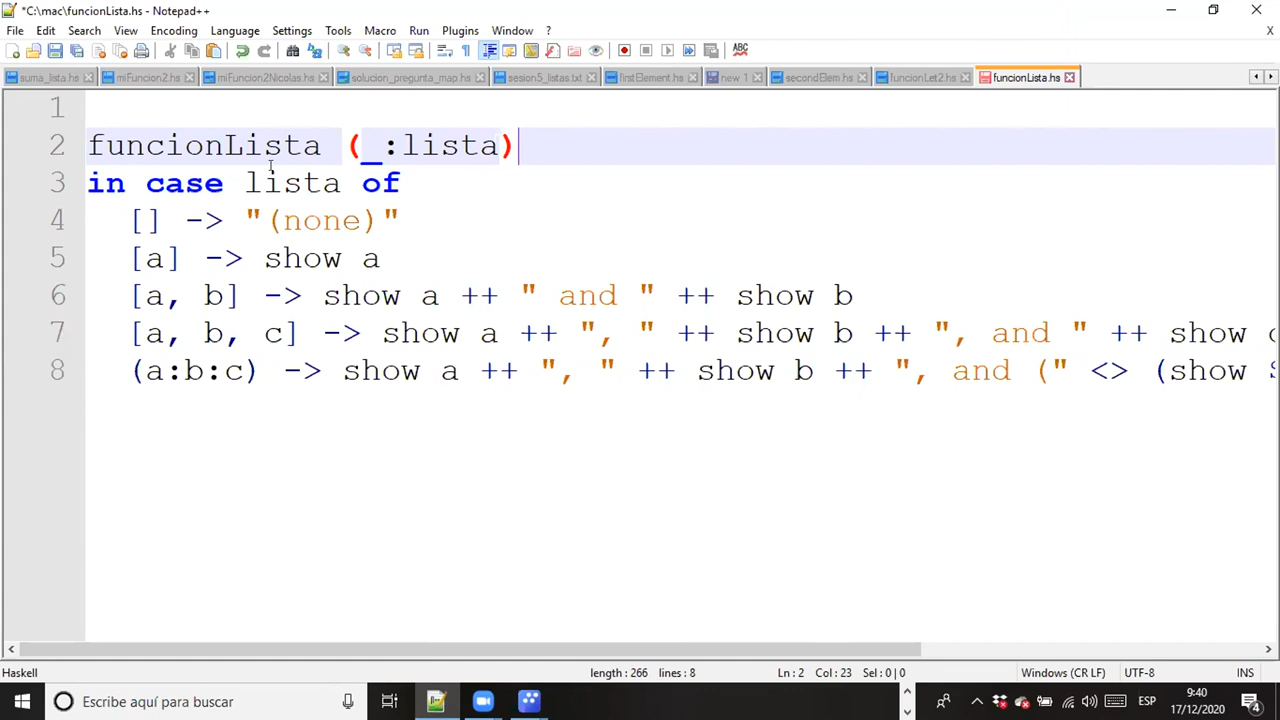 *C:\mac\funcionLista.hs - Notepad++
File Edit Search View Encoding Language Settings Tools Macro Run Plugins Window ? X
suma_lista.hs miFuncion2.hs miFuncion2Nicolas.hs solucion_pregunta_map.hs sesion5_listas.txt firstElement.hs new 1 secondElem.hs funcionLet2.hs funcionLista.hs
1
2 funcionLista (_:lista)
3 in case lista of
4 [] -> "(none)"
5 [a] -> show a
6 [a, b] -> show a ++ " and " ++ show b
7 [a, b, c] -> show a ++ ", " ++ show b ++ ", and " ++ show c
8 (a:b:c) -> show a ++ ", " ++ show b ++ ", and (" <> (show
Haskell length : 266 lines : 8 Ln : 2 Col : 23 Sel : 0 | 0 Windows (CR LF) UTF-8 INS
Escribe aquí para buscar ESP 9:40
17/12/2020 4